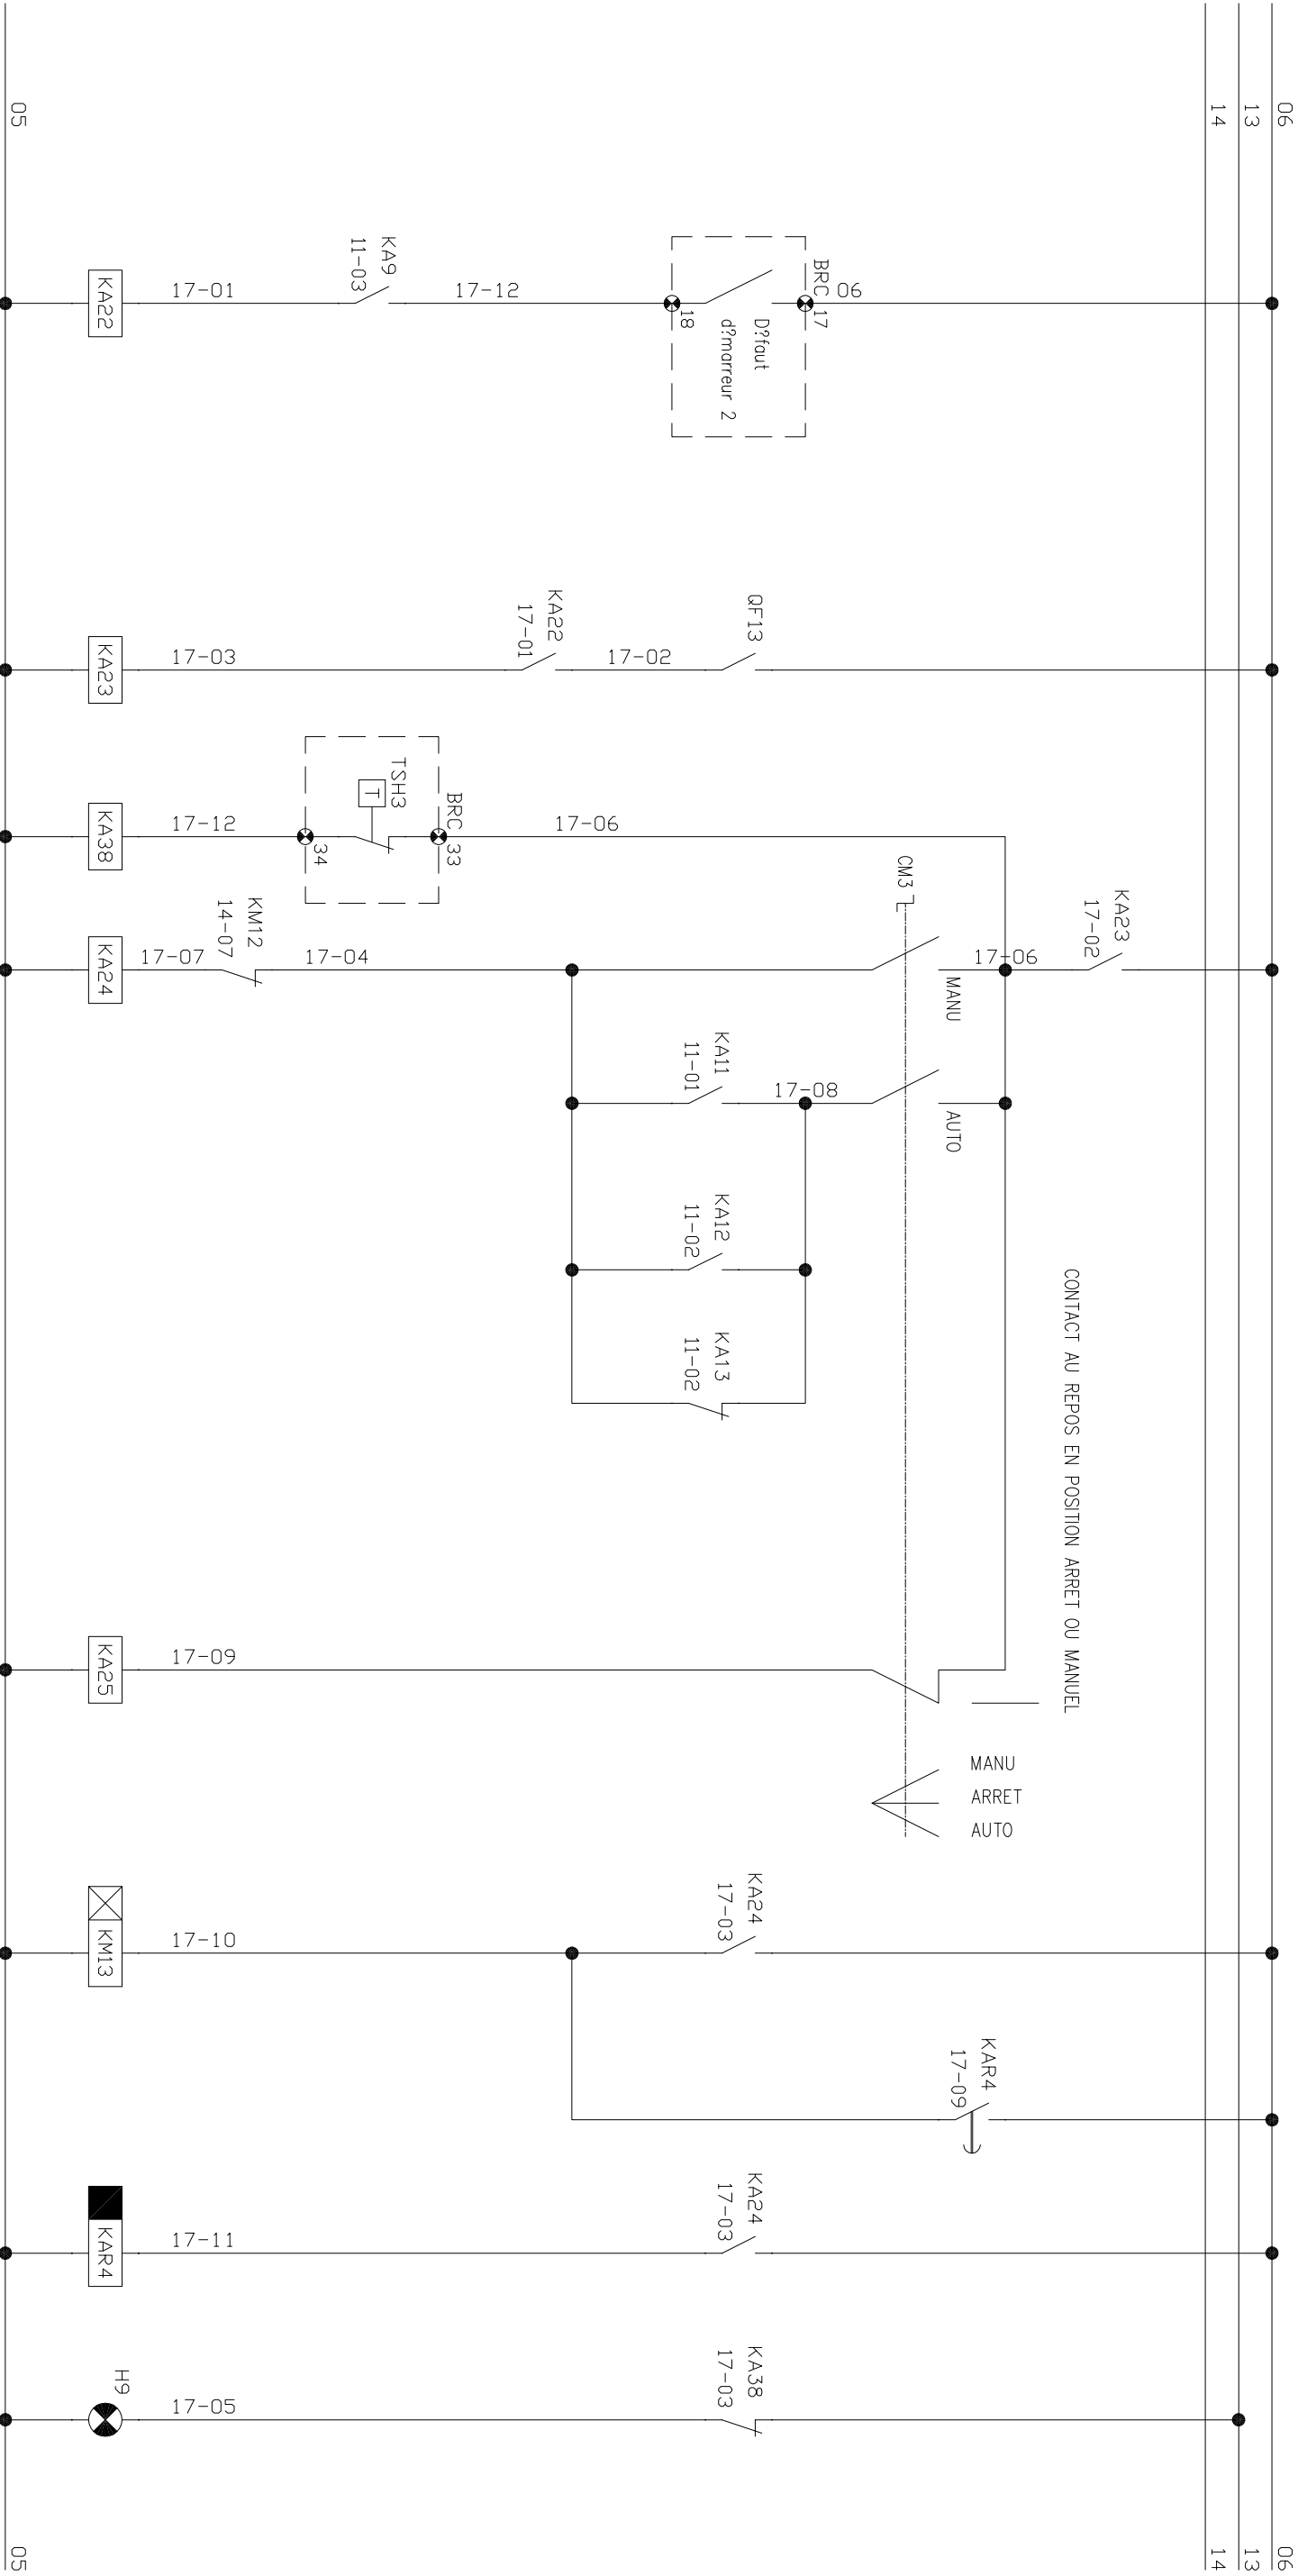 06
13
14
05
BRC
06
17
18
D?faut
d?marreur 2
17-12
KA9
11-03
17-01
KA22
QF13
17-02
KA22
17-01
17-03
KA23
17-06
BRC
33
TSH3
T
34
17-12
KA38
KA23
17-02
17-06
CM3
MANU
AUTO
17-08
KA11
11-01
KA12
11-02
KA13
11-02
17-04
KM12
14-07
17-07
KA24
CONTACT AU REPOS EN POSITION ARRET OU MANUEL
17-09
KA25
MANU
ARRET
AUTO
KA24
17-03
17-10
KM13
KAR4
17-09
KA24
17-03
17-11
KAR4
KA38
17-03
17-05
H9
06
13
14
05